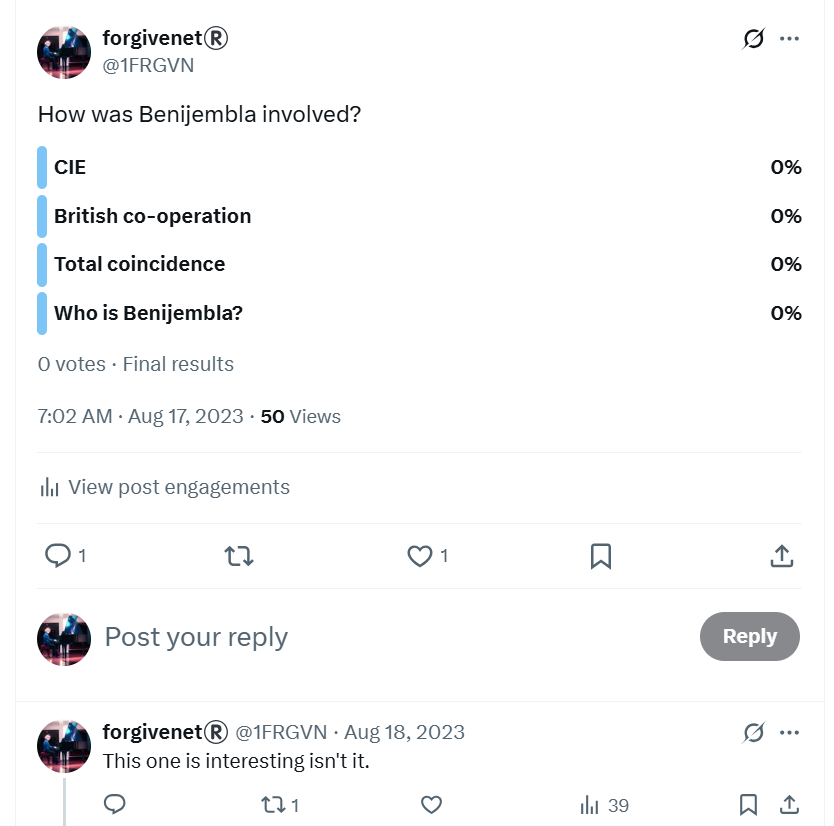 forgivenet®
@1FRGVN
How was Benijembla involved?
CIE 0%
British co-operation 0%
Total coincidence 0%
Who is Benijembla? 0%
0 votes · Final results
7:02 AM · Aug 17, 2023 · 50 Views
View post engagements
1 1
Post your reply Reply
forgivenet® @1FRGVN · Aug 18, 2023
This one is interesting isn't it.
1 39